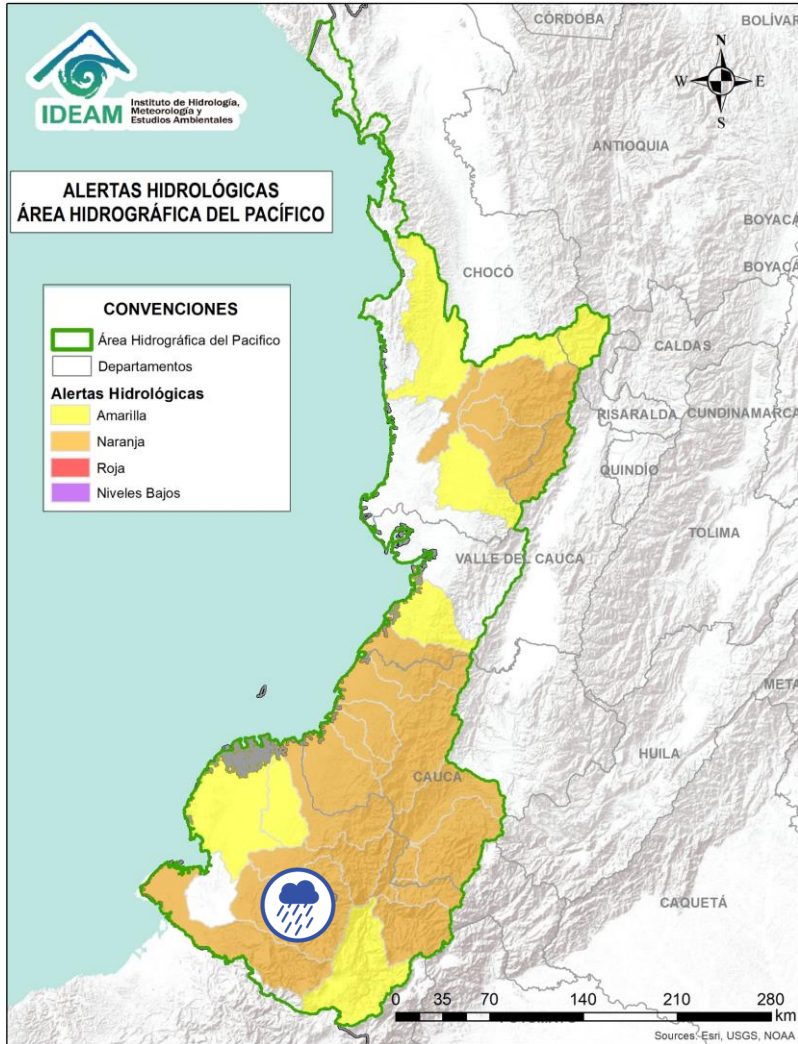 CÓRDOBA
BOLÍVAR
IDEAM
Instituto de Hidrología,
Meteorología y
Estudios Ambientales
N
W
E
S
ANTIOQUIA
ALERTAS HIDROLÓGICAS
ÁREA HIDROGRÁFICA DEL PACÍFICO
BOYACÁ
BOYACÁ
CHOCÓ
CONVENCIONES
Área Hidrográfica del Pacífico
Departamentos
Alertas Hidrológicas
Amarilla
Naranja
Roja
Niveles Bajos
CALDAS
RISARALDA
CUNDINAMARCA
QUINDÍO
TOLIMA
VALLE DEL CAUCA
META
HUILA
CAUCA
CAQUETÁ
0 35 70 140 210 280
km
Sources: Esri, USGS, NOAA